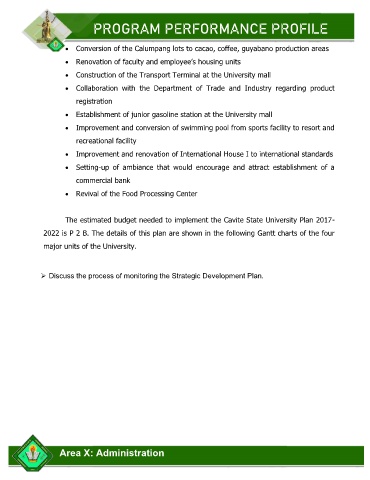 PROGRAM PERFORMANCE PROFILE
• Conversion of the Calumpang lots to cacao, coffee, guyabano production areas
• Renovation of faculty and employee's housing units
• Construction of the Transport Terminal at the University mall
• Collaboration with the Department of Trade and Industry regarding product
registration
• Establishment of junior gasoline station at the University mall
• Improvement and conversion of swimming pool from sports facility to resort and
recreational facility
• Improvement and renovation of International House I to international standards
• Setting-up of ambiance that would encourage and attract establishment of a
commercial bank
• Revival of the Food Processing Center
The estimated budget needed to implement the Cavite State University Plan 2017-
2022 is P 2 B. The details of this plan are shown in the following Gantt charts of the four
major units of the University.
➢ Discuss the process of monitoring the Strategic Development Plan.
Area X: Administration